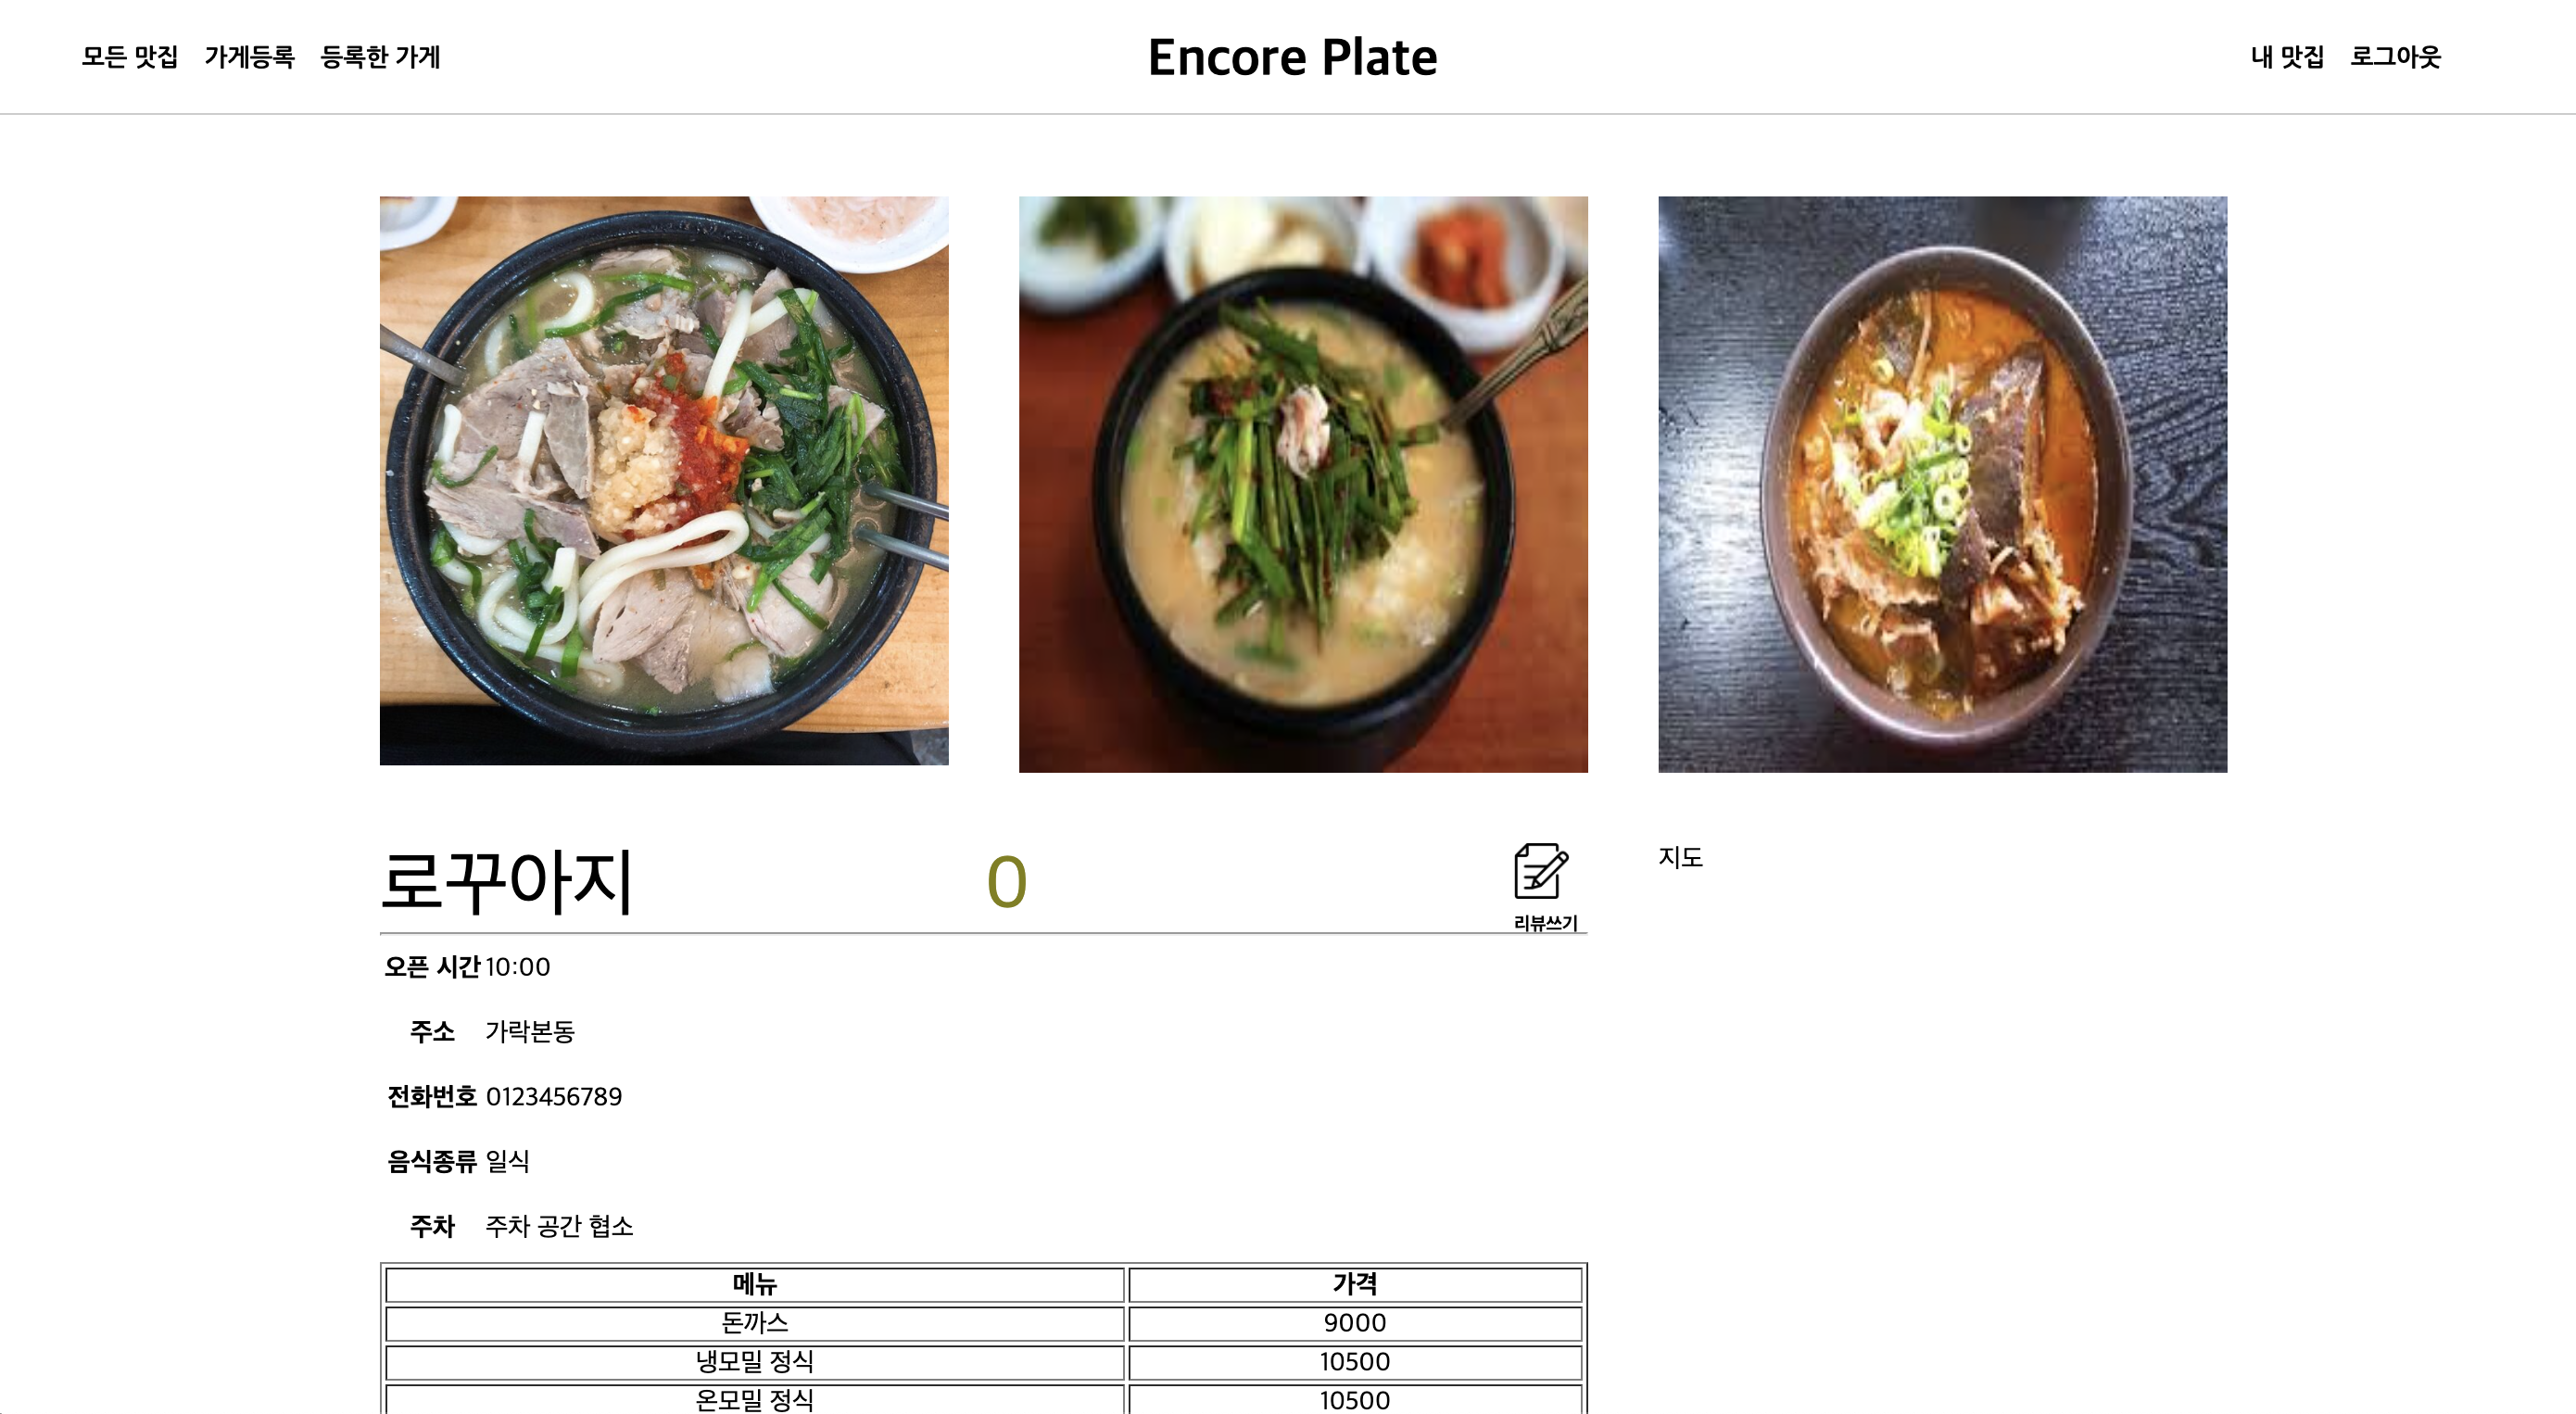 모든 맛집 가게등록 등록한 가게 Encore Plate 내 맛집 로그아웃
로꾸아지 0 리뷰쓰기 지도
오픈 시간 10:00
주소 가락본동
전화번호 0123456789
음식종류 일식
주차 주차 공간 협소
메뉴 가격
돈까스 9000
냉모밀 정식 10500
온모밀 정식 10500